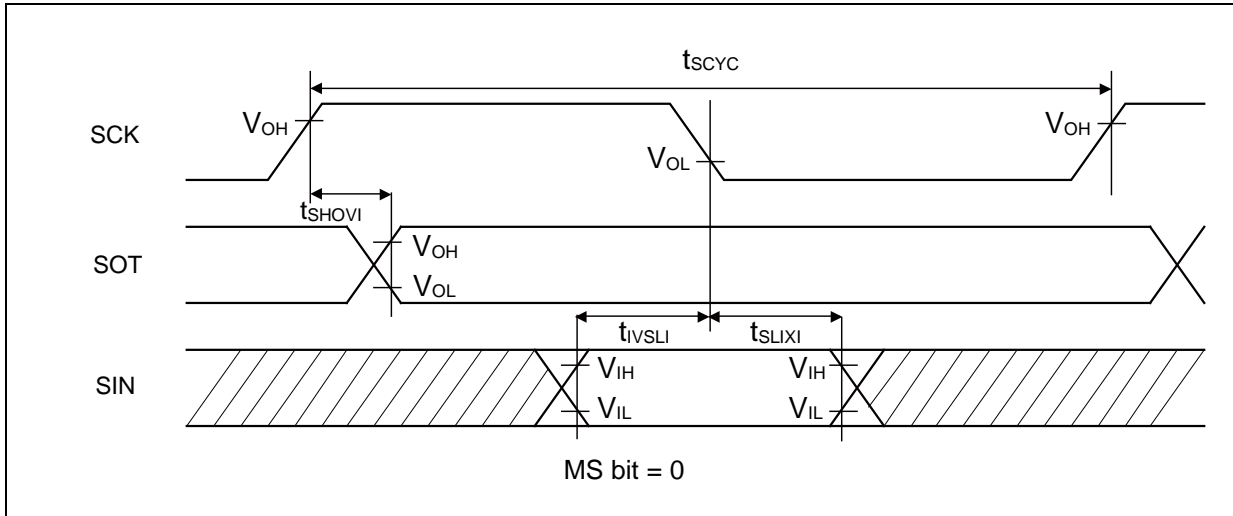 tSCYC
SCK
VOH
VOL
VOH
tSHOVI
SOT
VOH
VOL
tIVSLI
tSLIXI
SIN
VIH
VIL
VIH
VIL
MS bit = 0